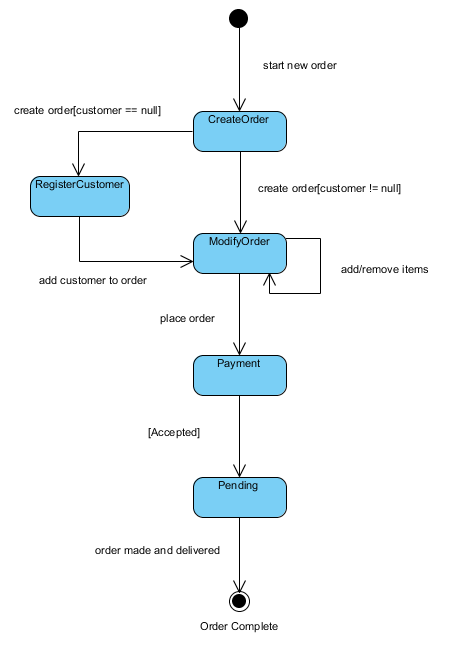 start new order
create order[customer == null]
CreateOrder
RegisterCustomer
create order[customer != null]
ModifyOrder
add/remove items
add customer to order
place order
Payment
[Accepted]
Pending
order made and delivered
Order Complete